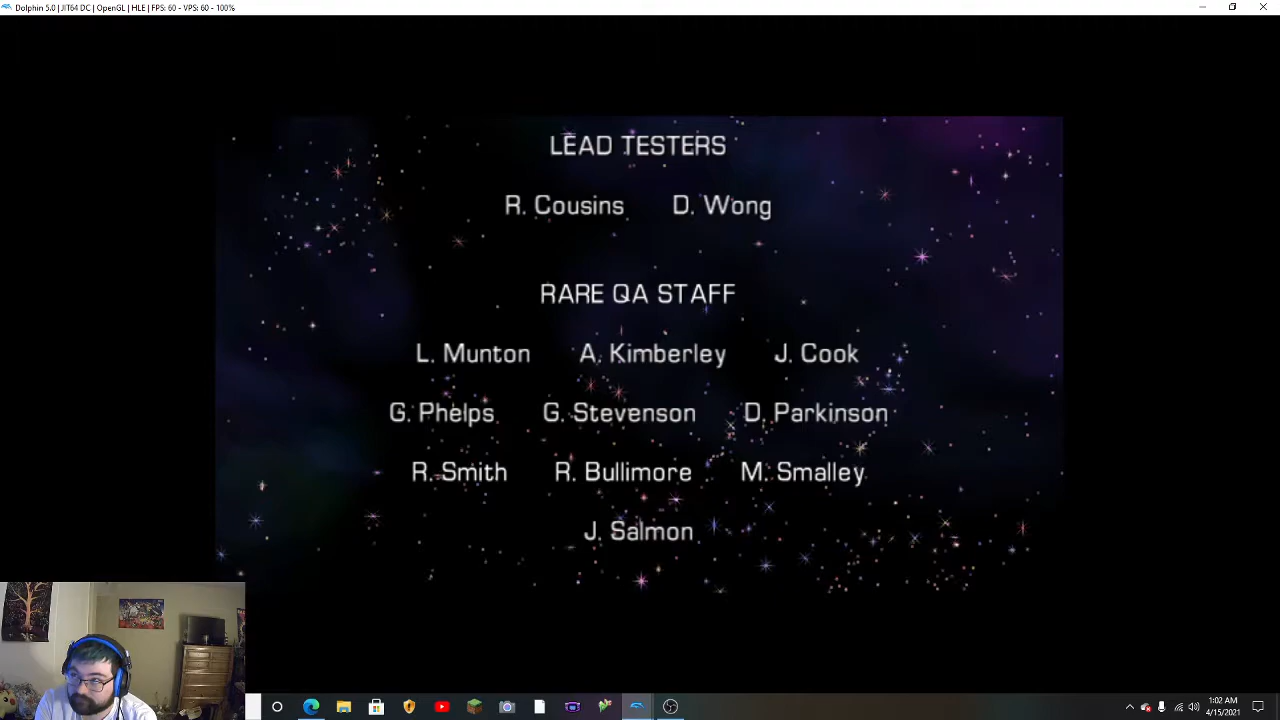 Dolphin 5.0 | JIT64 DC | OpenGL | HLE | FPS: 60 - VPS: 60 - 100%
LEAD TESTERS
R. Cousins D. Wong
RARE QA STAFF
L. Munton A. Kimberley J. Cook
G. Phelps G. Stevenson D. Parkinson
R. Smith R. Bullimore M. Smalley
J. Salmon
1:02 AM
4/15/2021